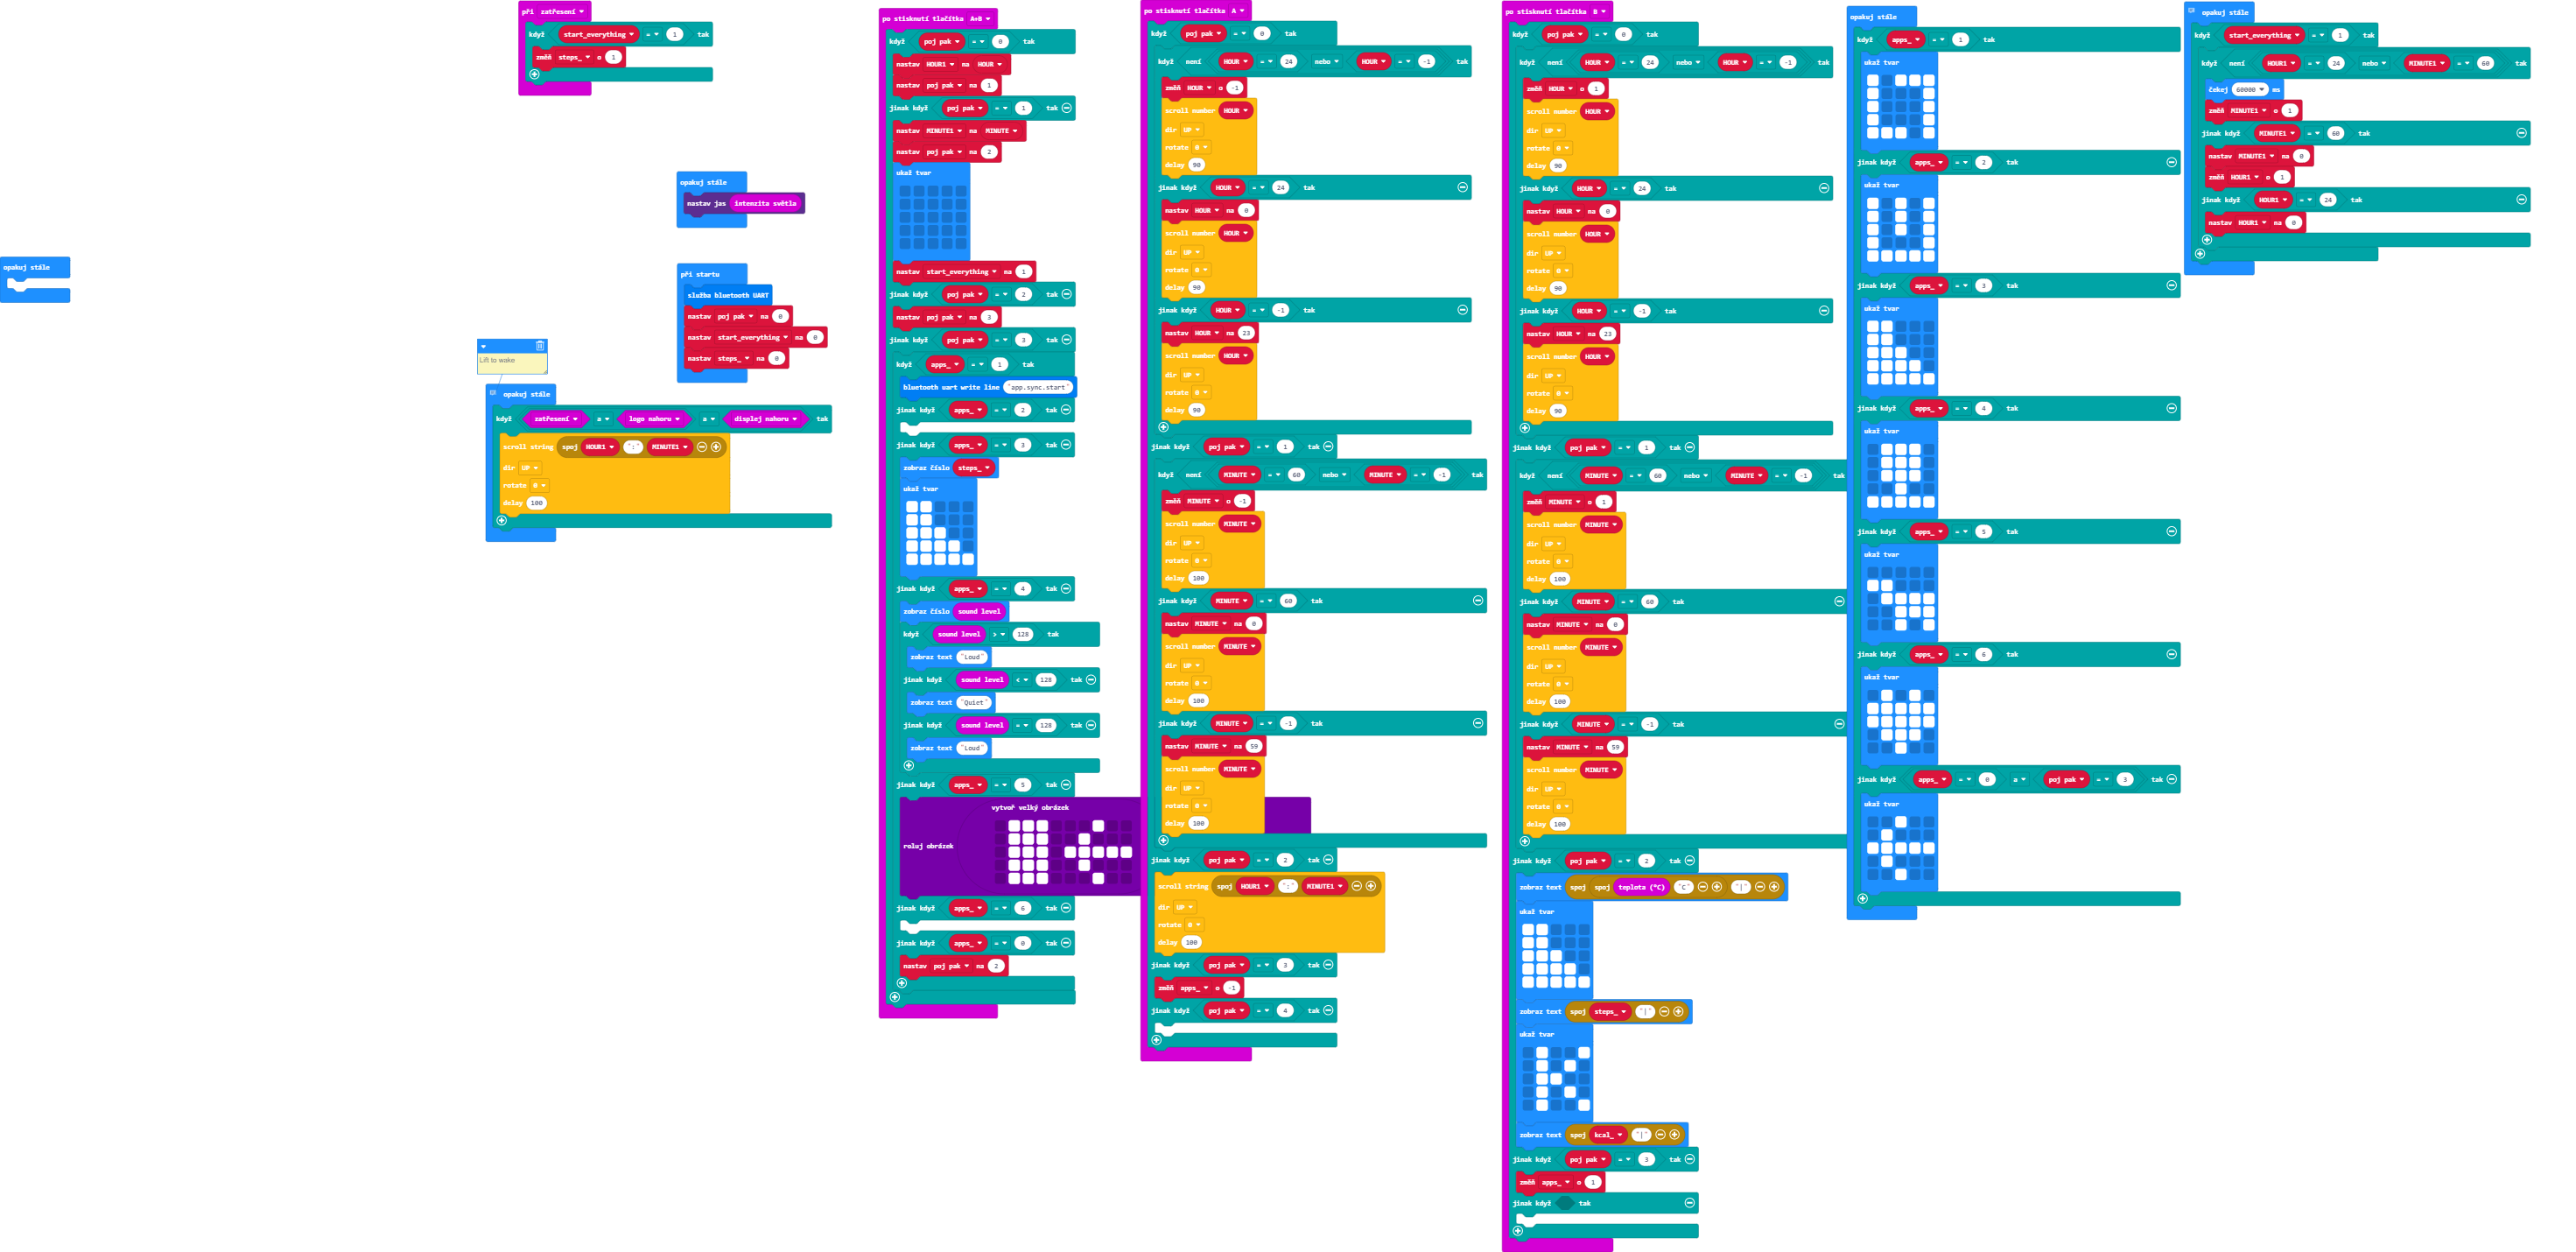 při zatřesení
když start_everything = 1 tak
změň steps_ o 1
opakuj stále
nastav jas intenzita světla
opakuj stále
při startu
služba bluetooth UART
nastav poj pak na 0
nastav start_everything na 0
nastav steps_ na 0
Lift to wake
opakuj stále
když zatřesení a logo nahoru a displej nahoru tak
scroll string spoj HOUR1 ":" MINUTE1
dir UP
rotate 0
delay 100
po stisknutí tlačítka A+B
když poj pak = 0 tak
nastav HOUR1 na HOUR
nastav poj pak na 1
jinak když poj pak = 1 tak
nastav MINUTE1 na MINUTE
nastav poj pak na 2
ukaž tvar
nastav start_everything na 1
jinak když poj pak = 2 tak
nastav poj pak na 3
jinak když poj pak = 3 tak
když apps_ = 1 tak
bluetooth uart write line "app.sync.start"
jinak když apps_ = 2 tak
jinak když apps_ = 3 tak
zobraz číslo steps_
ukaž tvar
jinak když apps_ = 4 tak
zobraz číslo sound level
když sound level > 128 tak
zobraz text "Loud"
jinak když sound level < 128 tak
zobraz text "Quiet"
jinak když sound level = 128 tak
zobraz text "Loud"
jinak když apps_ = 5 tak
vytvoř velký obrázek
roluj obrázek
jinak když apps_ = 6 tak
jinak když apps_ = 0 tak
nastav poj pak na 2
po stisknutí tlačítka A
když poj pak = 0 tak
když není HOUR = 24 nebo HOUR = -1 tak
změň HOUR o -1
scroll number HOUR
dir UP
rotate 0
delay 90
jinak když HOUR = 24 tak
nastav HOUR na 0
scroll number HOUR
dir UP
rotate 0
delay 90
jinak když HOUR = -1 tak
nastav HOUR na 23
scroll number HOUR
dir UP
rotate 0
delay 90
jinak když poj pak = 1 tak
když není MINUTE = 60 nebo MINUTE = -1 tak
změň MINUTE o -1
scroll number MINUTE
dir UP
rotate 0
delay 100
jinak když MINUTE = 60 tak
nastav MINUTE na 0
scroll number MINUTE
dir UP
rotate 0
delay 100
jinak když MINUTE = -1 tak
nastav MINUTE na 59
scroll number MINUTE
dir UP
rotate 0
delay 100
jinak když poj pak = 2 tak
scroll string spoj HOUR1 ":" MINUTE1
dir UP
rotate 0
delay 100
jinak když poj pak = 3 tak
změň apps_ o -1
jinak když poj pak = 4 tak
po stisknutí tlačítka B
když poj pak = 0 tak
když není HOUR = 24 nebo HOUR = -1 tak
změň HOUR o 1
scroll number HOUR
dir UP
rotate 0
delay 90
jinak když HOUR = 24 tak
nastav HOUR na 0
scroll number HOUR
dir UP
rotate 0
delay 90
jinak když HOUR = -1 tak
nastav HOUR na 23
scroll number HOUR
dir UP
rotate 0
delay 90
jinak když poj pak = 1 tak
když není MINUTE = 60 nebo MINUTE = -1 tak
změň MINUTE o 1
scroll number MINUTE
dir UP
rotate 0
delay 100
jinak když MINUTE = 60 tak
nastav MINUTE na 0
scroll number MINUTE
dir UP
rotate 0
delay 100
jinak když MINUTE = -1 tak
nastav MINUTE na 59
scroll number MINUTE
dir UP
rotate 0
delay 100
jinak když poj pak = 2 tak
zobraz text spoj spoj teplota (°C) "C" "|"
ukaž tvar
zobraz text spoj steps_ "|"
ukaž tvar
zobraz text spoj kcal_ "|"
jinak když poj pak = 3 tak
změň apps_ o 1
jinak když tak
opakuj stále
když apps_ = 1 tak
ukaž tvar
jinak když apps_ = 2 tak
ukaž tvar
jinak když apps_ = 3 tak
ukaž tvar
jinak když apps_ = 4 tak
ukaž tvar
jinak když apps_ = 5 tak
ukaž tvar
jinak když apps_ = 6 tak
ukaž tvar
jinak když apps_ = 0 a poj pak = 3 tak
ukaž tvar
opakuj stále
když start_everything = 1 tak
když není HOUR1 = 24 nebo MINUTE1 = 60 tak
čekej 60000 ms
změň MINUTE1 o 1
jinak když MINUTE1 = 60 tak
nastav MINUTE1 na 0
změň HOUR1 o 1
jinak když HOUR1 = 24 tak
nastav HOUR1 na 0